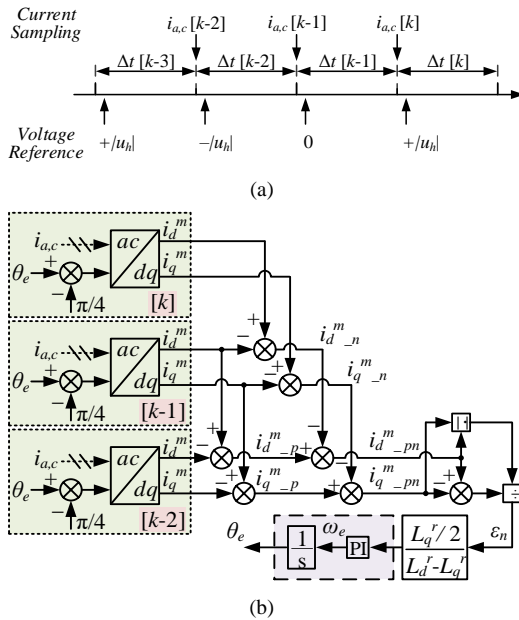 Current Sampling
i_{a,c} [k-2] i_{a,c} [k-1] i_{a,c} [k]
Δt [k-3] Δt [k-2] Δt [k-1] Δt [k]
Voltage Reference
+|u_h| -|u_h| 0 +|u_h|
(a)
i_{a,c} ac i_d^m
θ_e + dq i_q^m
− π/4 [k]
+ −
i_d^m_n
+ −
i_q^m_n
i_{a,c} ac i_d^m
θ_e + dq i_q^m
− π/4 [k-1]
i_{a,c} ac i_d^m
θ_e + dq i_q^m
− π/4 [k-2]
− + i_d^m_p + − i_d^m_pn
− + i_q^m_p + − i_q^m_pn
|·|
− + ÷
θ_e 1/s ω_e PI L_q^r/2 / L_d^r-L_q^r ε_n
(b)